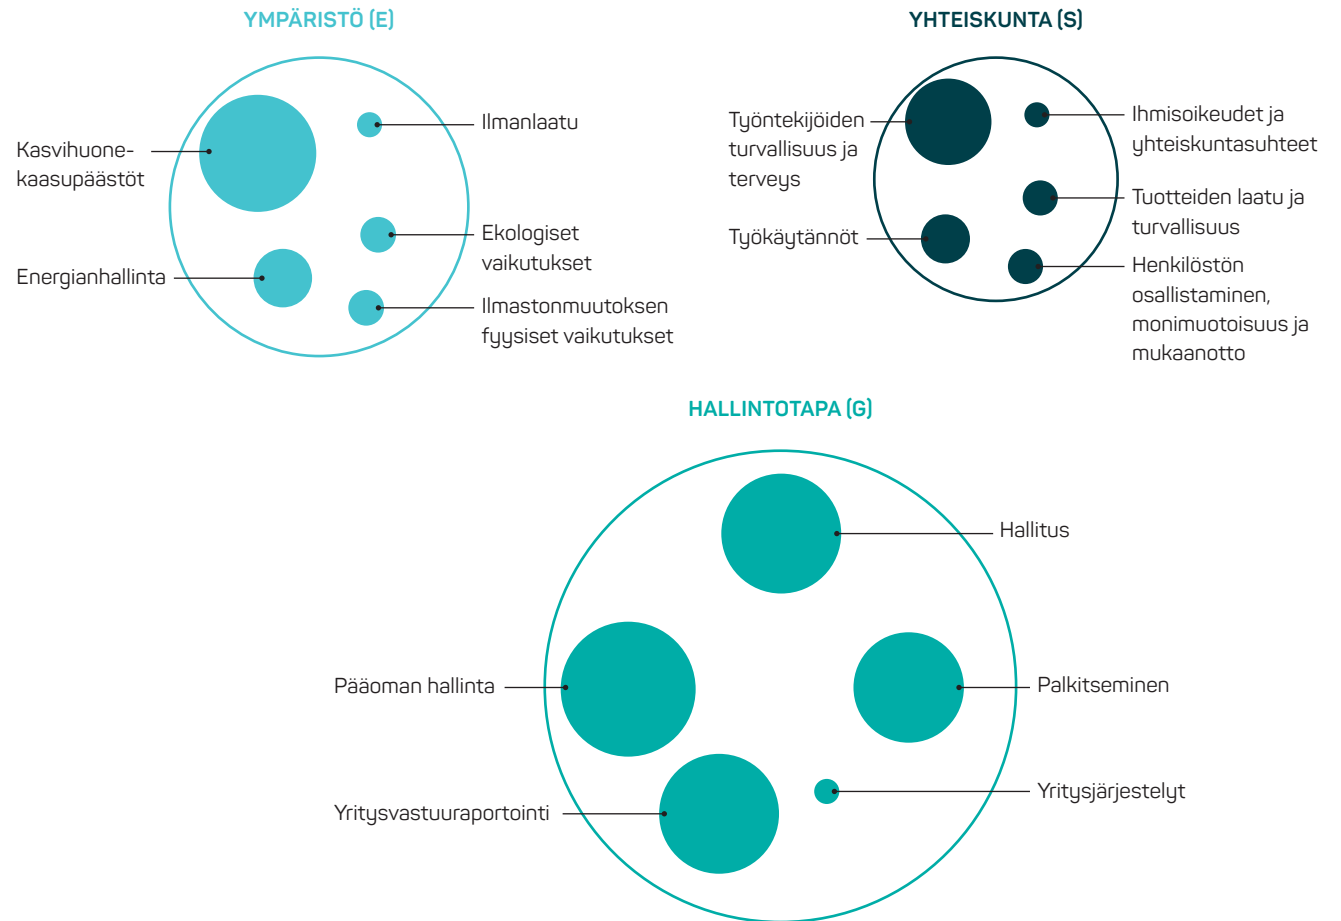 YMPÄRISTÖ (E)
Kasvihuone-
kaasupäästöt
Energianhallinta
Ilmanlaatu
Ekologiset
vaikutukset
Ilmastonmuutoksen
fyysiset vaikutukset
YHTEISKUNTA (S)
Työntekijöiden
turvallisuus ja
terveys
Työkäytännöt
Ihmisoikeudet ja
yhteiskuntasuhteet
Tuotteiden laatu ja
turvallisuus
Henkilöstön
osallistaminen,
monimuotoisuus ja
mukaanotto
HALLINTOTAPA (G)
Hallitus
Pääoman hallinta
Palkitseminen
Yritysvastuuraportointi
Yritysjärjestelyt